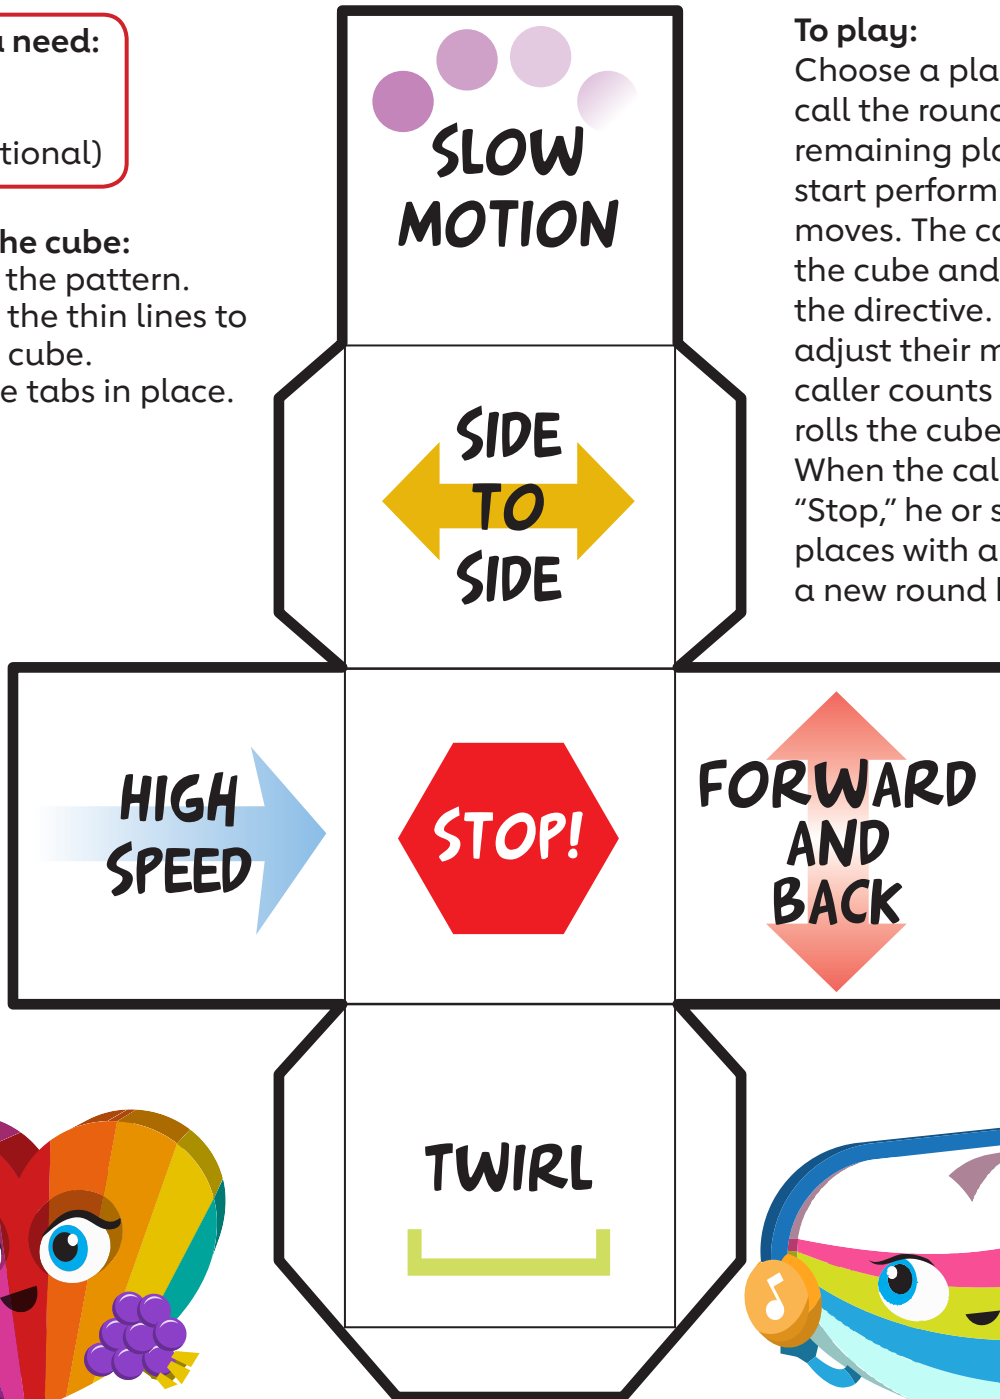 need:
tional)
he cube:
the pattern.
the thin lines to
cube.
e tabs in place.
SLOW
MOTION
SIDE
TO
SIDE
HIGH
SPEED
STOP!
FORWARD
AND
BACK
TWIRL
To play:
Choose a pla
call the round
remaining pla
start perform
moves. The ca
the cube and
the directive.
adjust their m
caller counts
rolls the cube
When the cal
“Stop,” he or s
places with a
a new round